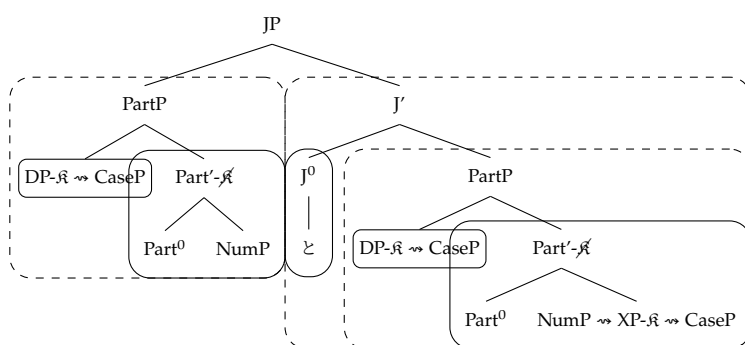 JP
PartP J’
DP-𝔎 ⇝ CaseP Part’-𝔎̸ J⁰ PartP
Part⁰ NumP と DP-𝔎 ⇝ CaseP Part’-𝔎̸
Part⁰ NumP ⇝ XP-𝔎 ⇝ CaseP